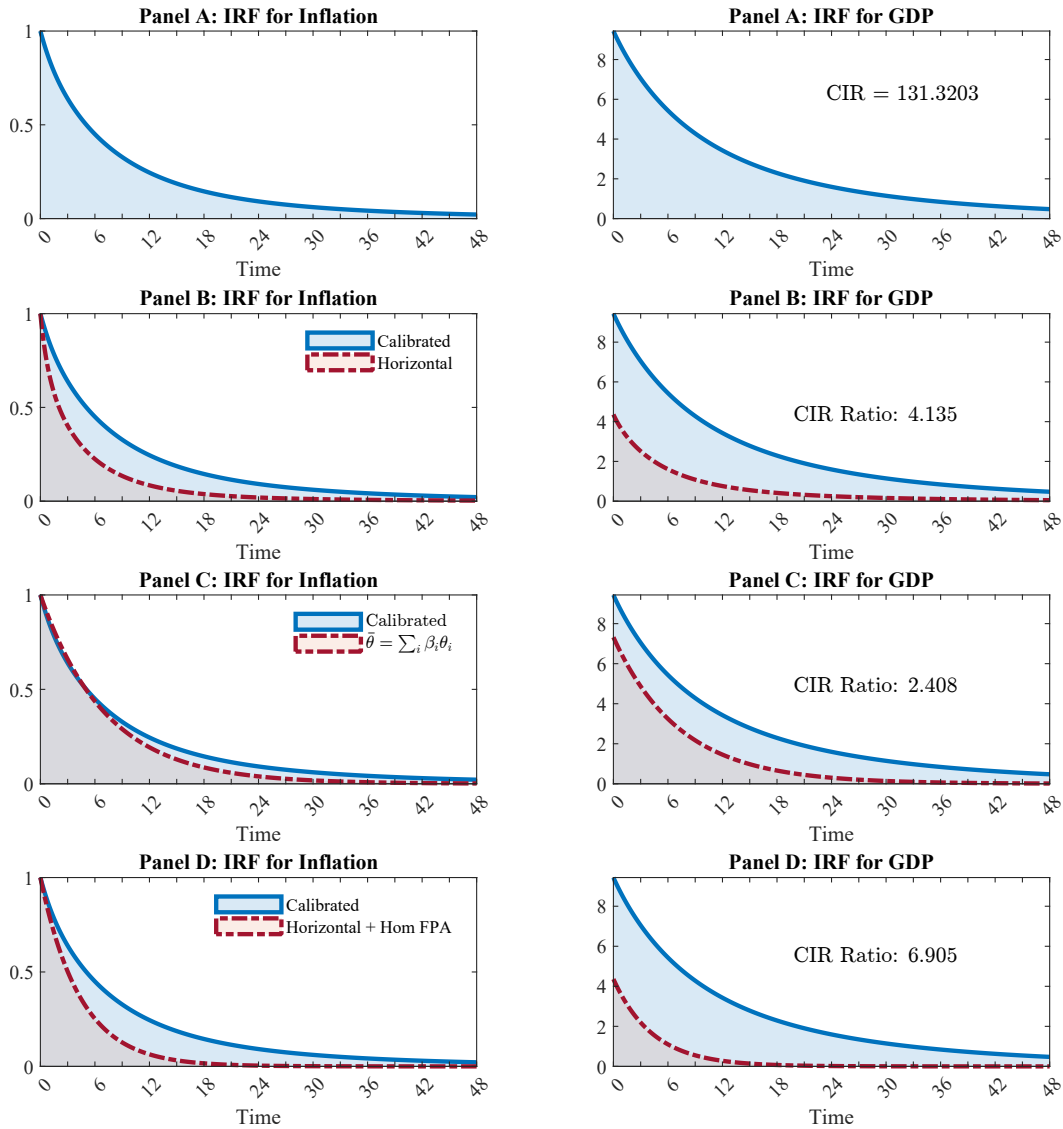 Panel A: IRF for Inflation
1
0.5
0
0 6 12 18 24 30 36 42 48
Time
Panel A: IRF for GDP
8
6
4
2
0
CIR = 131.3203
0 6 12 18 24 30 36 42 48
Time
Panel B: IRF for Inflation
1
0.5
0
Calibrated
Horizontal
0 6 12 18 24 30 36 42 48
Time
Panel B: IRF for GDP
8
6
4
2
0
CIR Ratio: 4.135
0 6 12 18 24 30 36 42 48
Time
Panel C: IRF for Inflation
1
0.5
0
Calibrated
θ̄ = ∑ᵢ βᵢθᵢ
0 6 12 18 24 30 36 42 48
Time
Panel C: IRF for GDP
8
6
4
2
0
CIR Ratio: 2.408
0 6 12 18 24 30 36 42 48
Time
Panel D: IRF for Inflation
1
0.5
0
Calibrated
Horizontal + Hom FPA
0 6 12 18 24 30 36 42 48
Time
Panel D: IRF for GDP
8
6
4
2
0
CIR Ratio: 6.905
0 6 12 18 24 30 36 42 48
Time